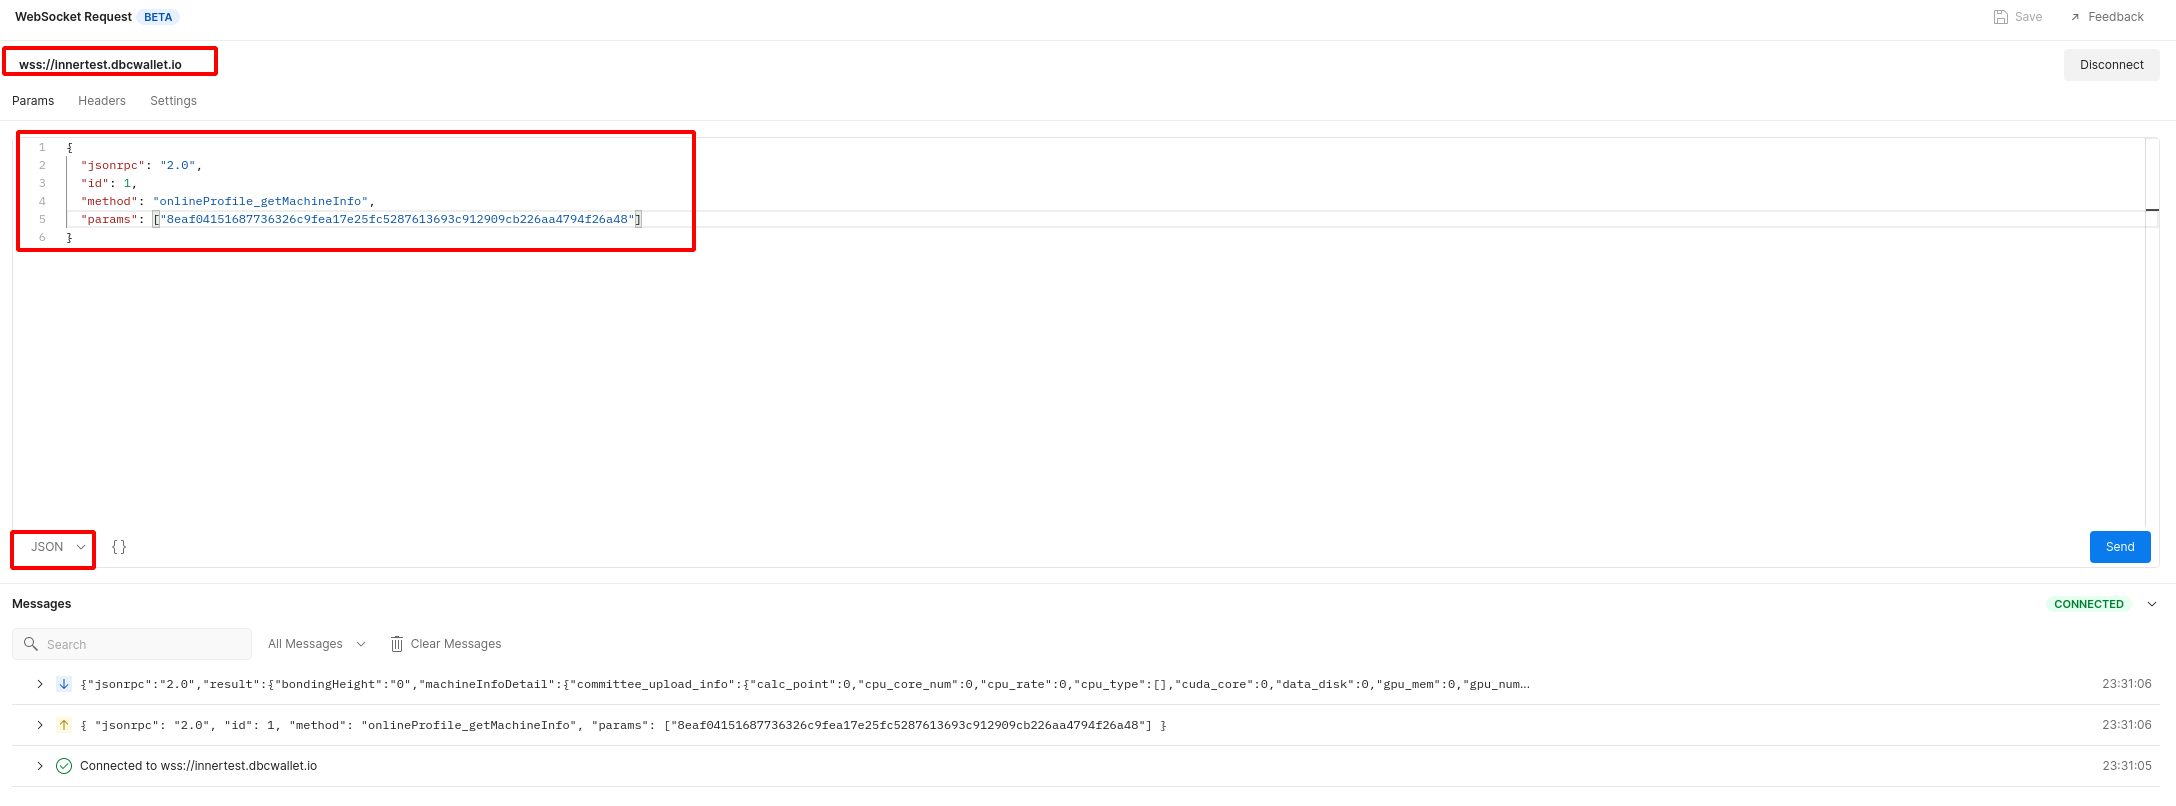 WebSocket Request BETA
Save Feedback
wss://innertest.dbcwallet.io
Disconnect
Params Headers Settings
1 {
2 "jsonrpc": "2.0",
3 "id": 1,
4 "method": "onlineProfile_getMachineInfo",
5 "params": ["8eaf04151687736326c9fea17e25fc5287613693c912909cb226aa4794f26a48"]
6 }
JSON {} Send
Messages CONNECTED
Search All Messages Clear Messages
{"jsonrpc":"2.0","result":{"bondingHeight":"0","machineInfoDetail":{"committee_upload_info":{"calc_point":0,"cpu_core_num":0,"cpu_rate":0,"cpu_type":[],"cuda_core":0,"data_disk":0,"gpu_mem":0,"gpu_num... 23:31:06
{ "jsonrpc": "2.0", "id": 1, "method": "onlineProfile_getMachineInfo", "params": ["8eaf04151687736326c9fea17e25fc5287613693c912909cb226aa4794f26a48"] } 23:31:06
Connected to wss://innertest.dbcwallet.io 23:31:05